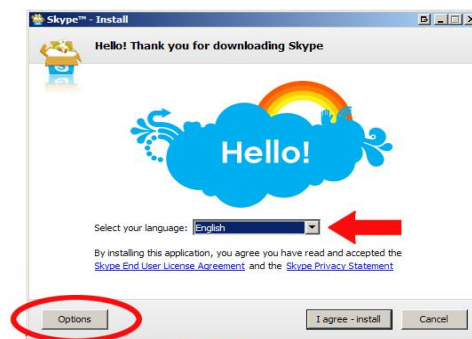 Skype™ - Install
Hello! Thank you for downloading Skype
Hello!
Select your language: English
By installing this application, you agree you have read and accepted the
Skype End User License Agreement and the Skype Privacy Statement
Options I agree - install Cancel